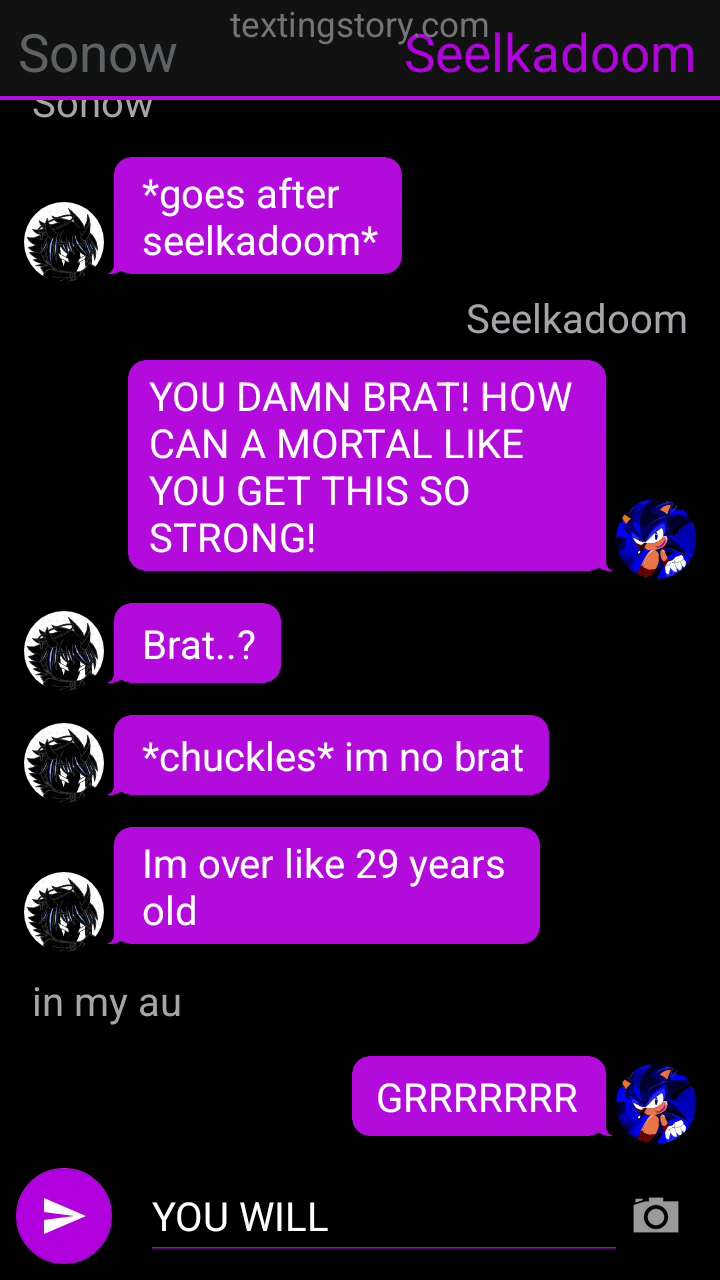 textingstory.com
Sonow
Seelkadoom
Sonow
*goes after
seelkadoom*
Seelkadoom
YOU DAMN BRAT! HOW
CAN A MORTAL LIKE
YOU GET THIS SO
STRONG!
Brat..?
*chuckles* im no brat
Im over like 29 years
old
in my au
GRRRRRRR
YOU WILL